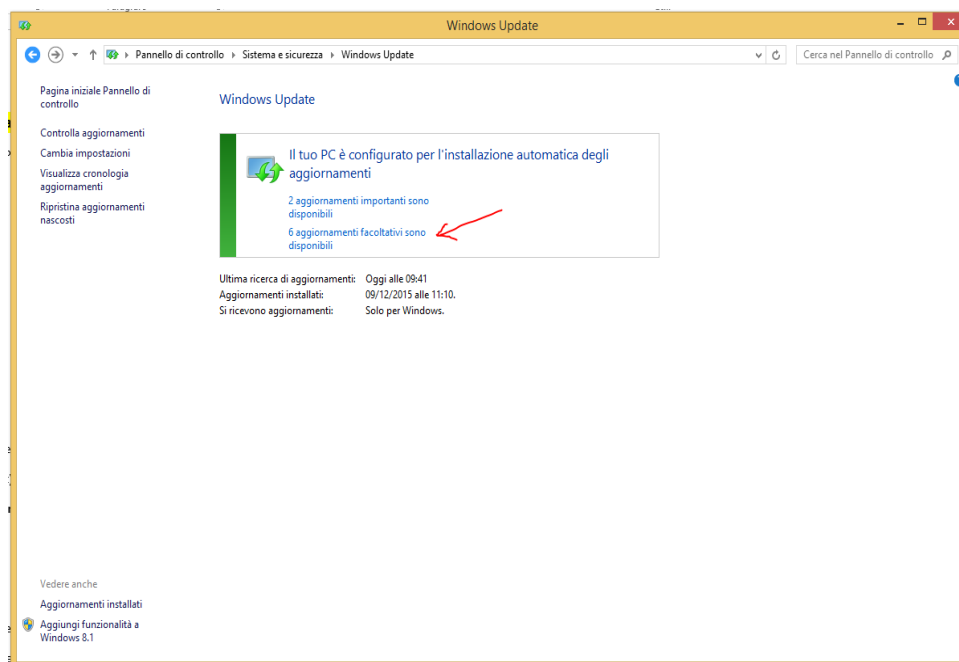 Windows Update
Pannello di controllo
Sistema e sicurezza
Windows Update
Cerca nel Pannello di controllo
Pagina iniziale Pannello di
controllo
Controlla aggiornamenti
Cambia impostazioni
Visualizza cronologia
aggiornamenti
Ripristina aggiornamenti
nascosti
Windows Update
Il tuo PC è configurato per l'installazione automatica degli
aggiornamenti
2 aggiornamenti importanti sono
disponibili
6 aggiornamenti facoltativi sono
disponibili
Ultima ricerca di aggiornamenti: Oggi alle 09:41
Aggiornamenti installati: 09/12/2015 alle 11:10.
Si ricevono aggiornamenti: Solo per Windows.
Vedere anche
Aggiornamenti installati
Aggiungi funzionalità a
Windows 8.1